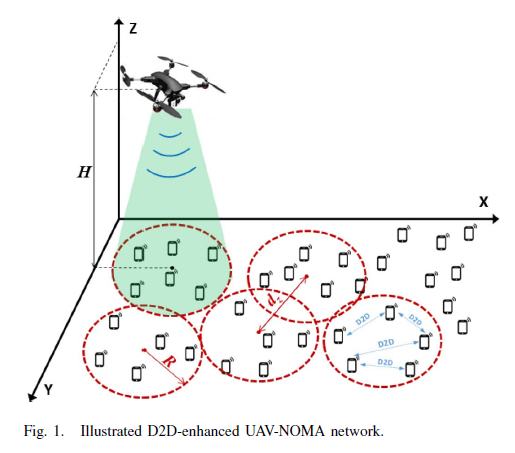 Z
H
X
d
R
D2D
D2D
D2D
D2D
Y
Fig. 1. Illustrated D2D-enhanced UAV-NOMA network.